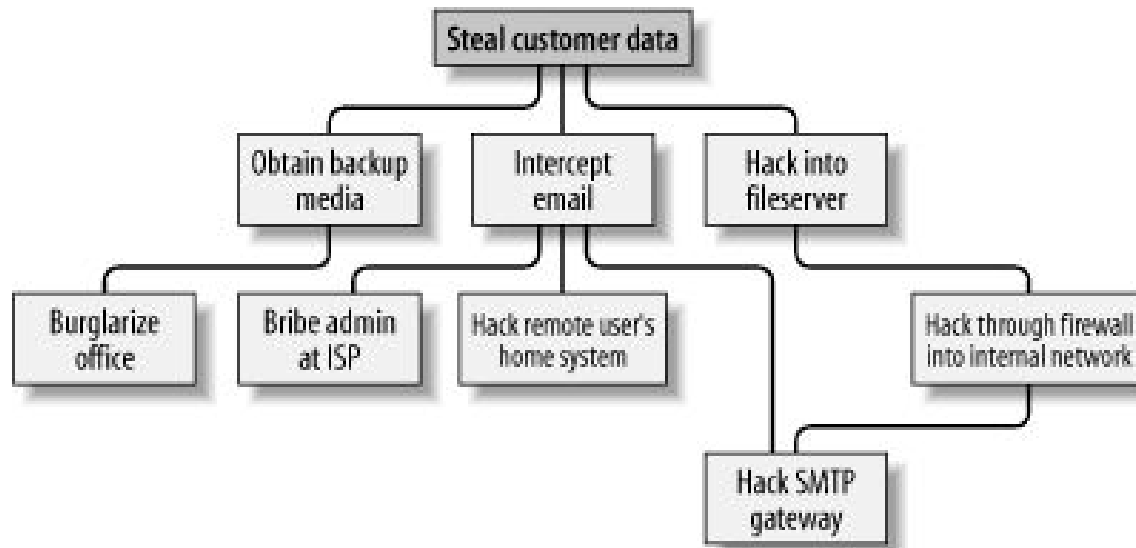 Steal customer data
Obtain backup
media
Intercept
email
Hack into
fileserver
Burglarize
office
Bribe admin
at ISP
Hack remote user's
home system
Hack through firewall
into internal network
Hack SMTP
gateway